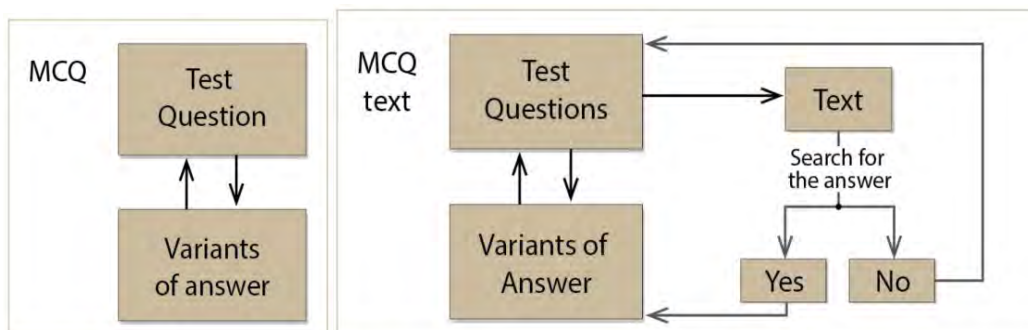 MCQ
Test
Question
Variants
of answer
MCQ
text
Test
Questions
Text
Search for
the answer
Variants of
Answer
Yes
No